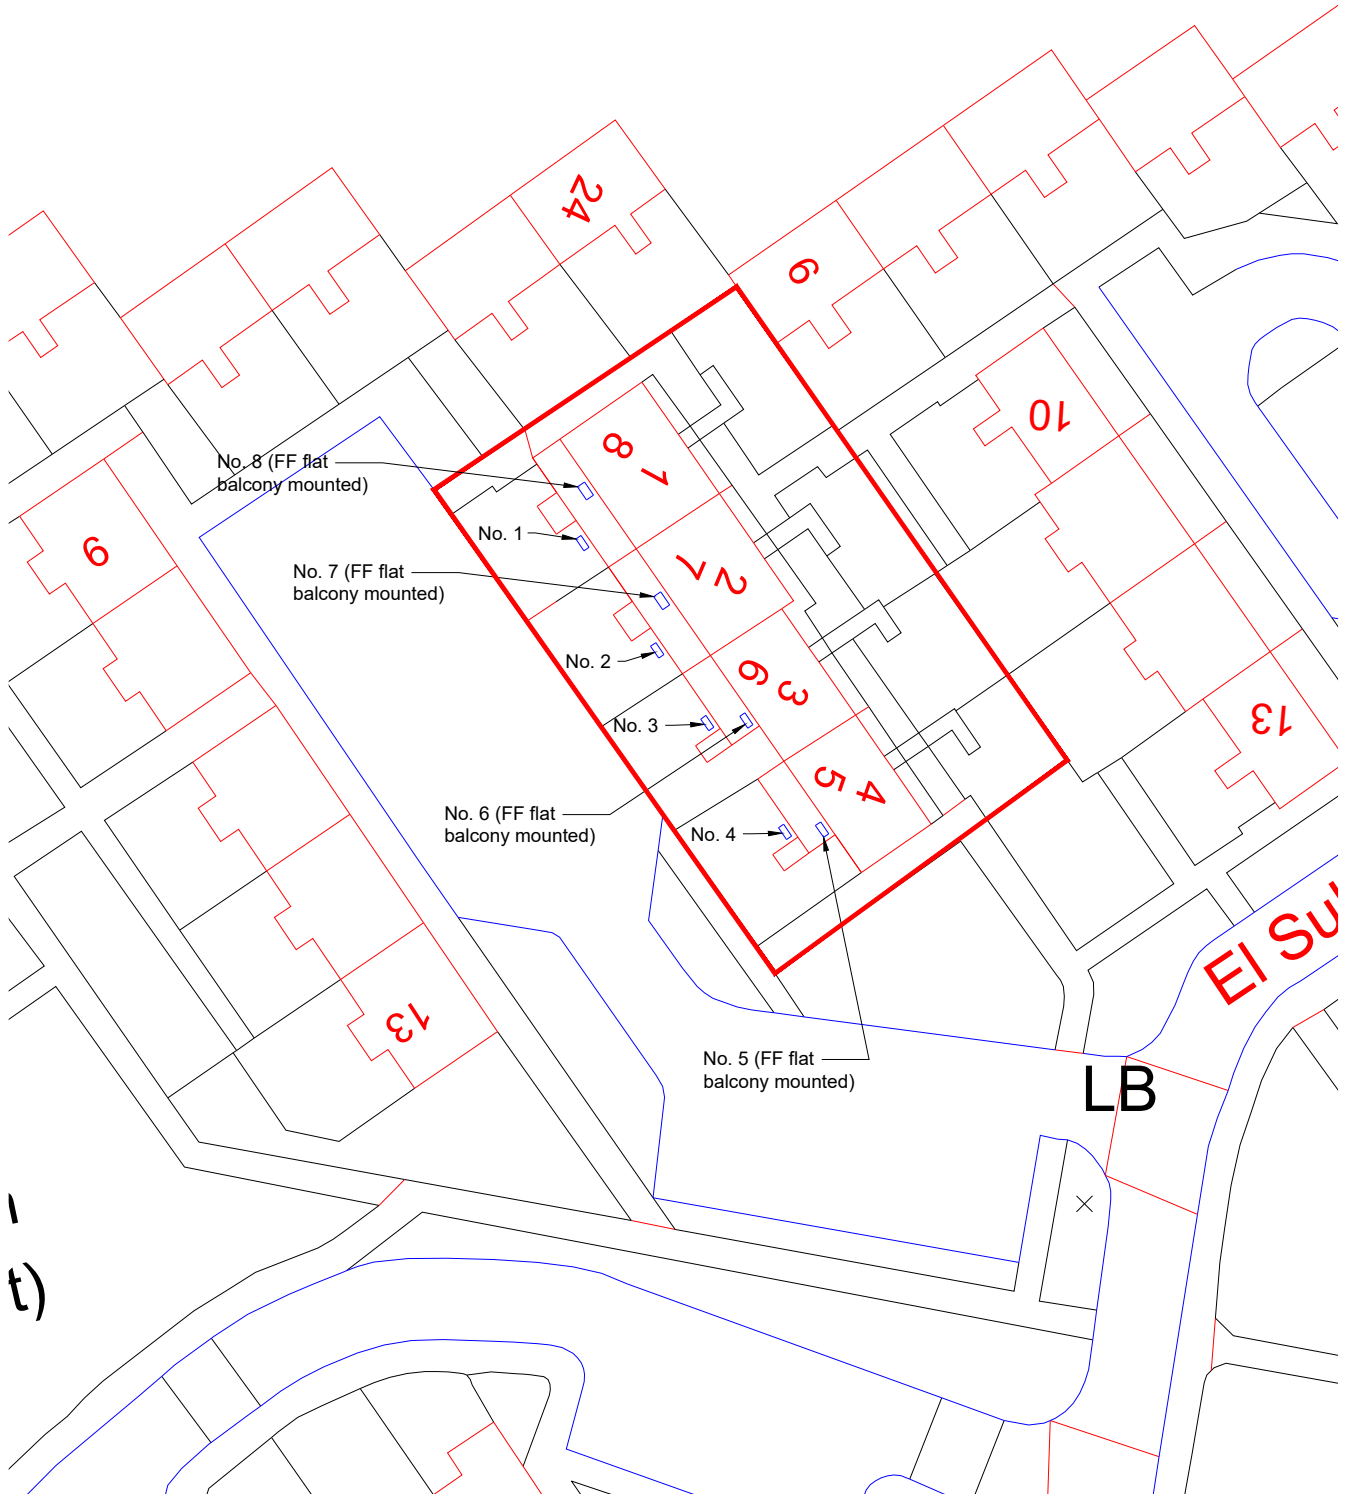 24
6
No. 8 (FF flat
balcony mounted)
8 1
10
No. 1
9
No. 7 (FF flat
balcony mounted)
7 2
No. 2
6 3
13
No. 3
No. 6 (FF flat
balcony mounted)
5 4
No. 4
El Su
13
No. 5 (FF flat
balcony mounted)
LB
t)